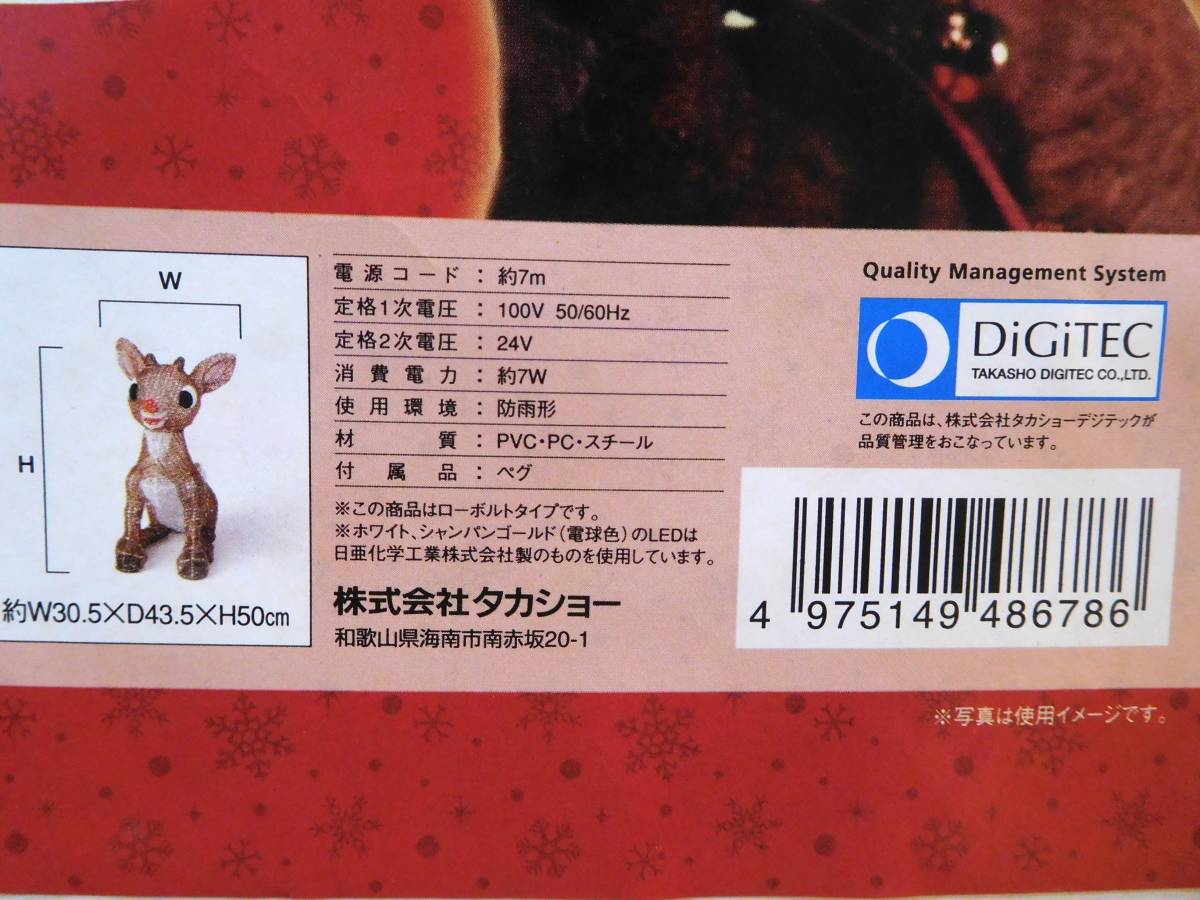 W
H
約W30.5×D43.5×H50cm
電源コード : 約7m
定格1次電圧 : 100V 50/60Hz
定格2次電圧 : 24V
消費電力 : 約7W
使用環境 : 防雨形
材質 : PVC・PC・スチール
付属品 : ペグ
※この商品はローボルトタイプです。
※ホワイト、シャンパンゴールド(電球色)のLEDは
日亜化学工業株式会社製のものを使用しています。
株式会社タカショー
和歌山県海南市南赤坂20-1
Quality Management System
DiGiTEC
TAKASHO DIGITEC CO.,LTD.
この商品は、株式会社タカショーデジテックが
品質管理をおこなっています。
4 975149 486786
※写真は使用イメージです。